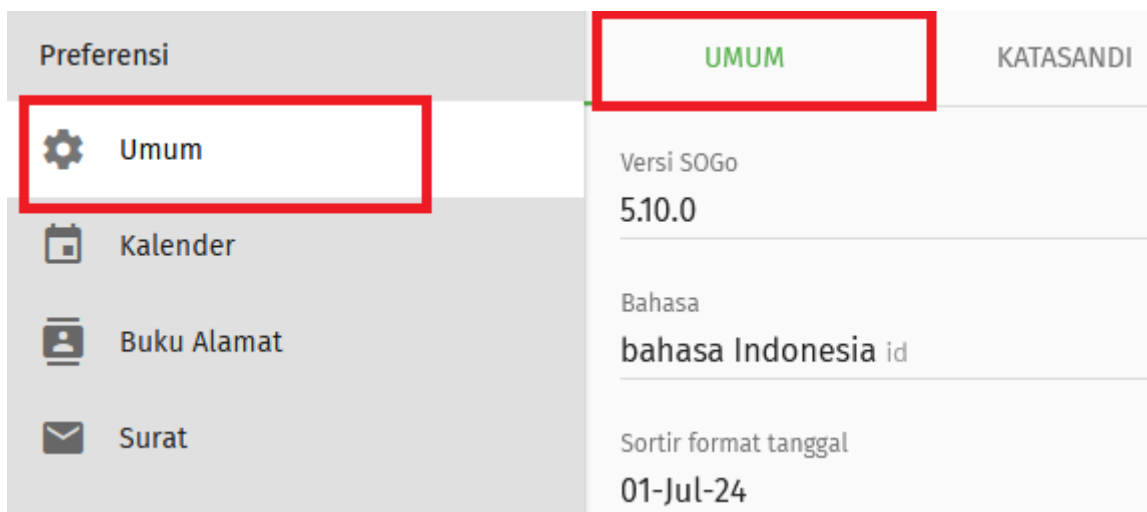 Preferensi
Umum
Kalender
Buku Alamat
Surat
UMUM
KATASANDI
Versi SOGo
5.10.0
Bahasa
bahasa Indonesia id
Sortir format tanggal
01-Jul-24